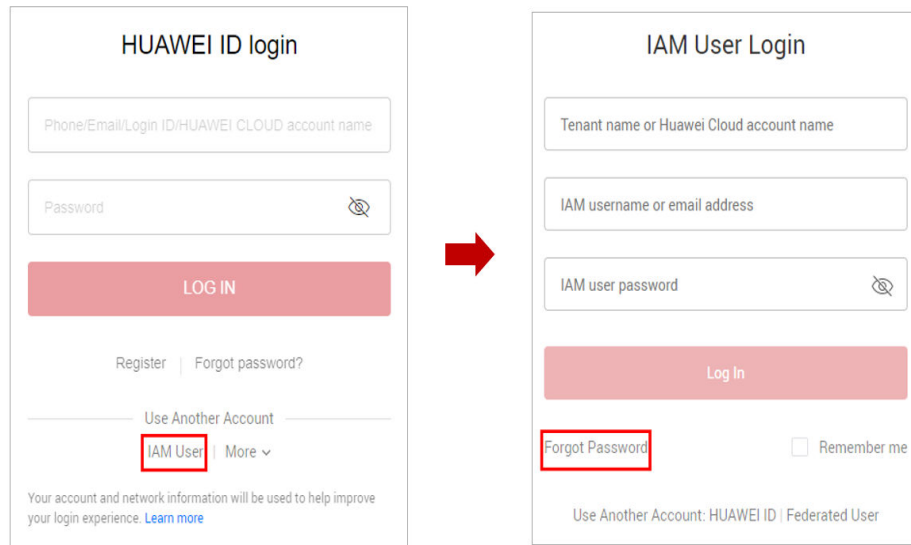 HUAWEI ID login
Phone/Email/Login ID/HUAWEI CLOUD account name
Password
LOG IN
Register | Forgot password?
Use Another Account
IAM User | More
Your account and network information will be used to help improve
your login experience. Learn more
IAM User Login
Tenant name or Huawei Cloud account name
IAM username or email address
IAM user password
Log In
Forgot Password
Remember me
Use Another Account: HUAWEI ID | Federated User